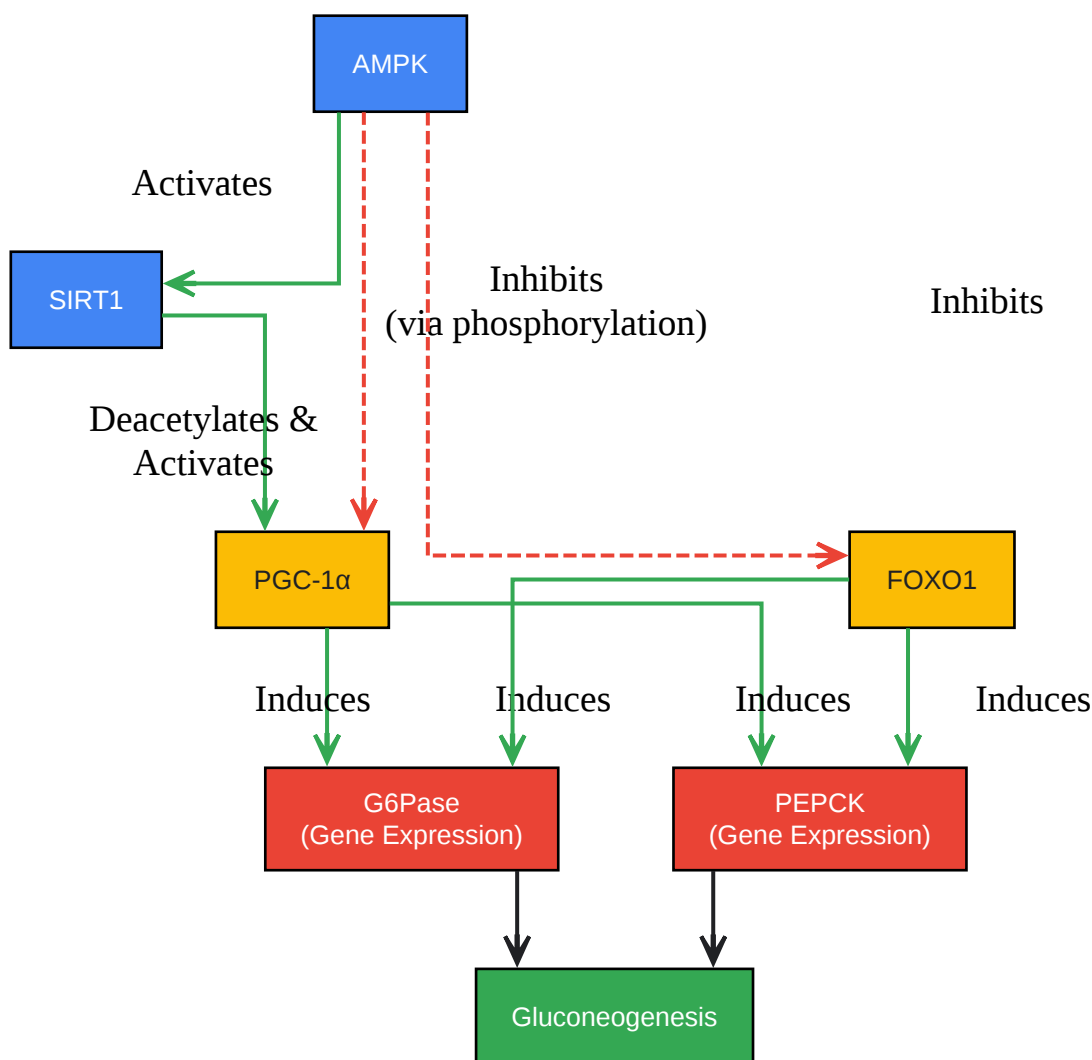 AMPK
Activates
SIRT1
Inhibits
(via phosphorylation)
Inhibits
Deacetylates &
Activates
PGC-1α
FOXO1
Induces
Induces
Induces
Induces
G6Pase
(Gene Expression)
PEPCK
(Gene Expression)
Gluconeogenesis